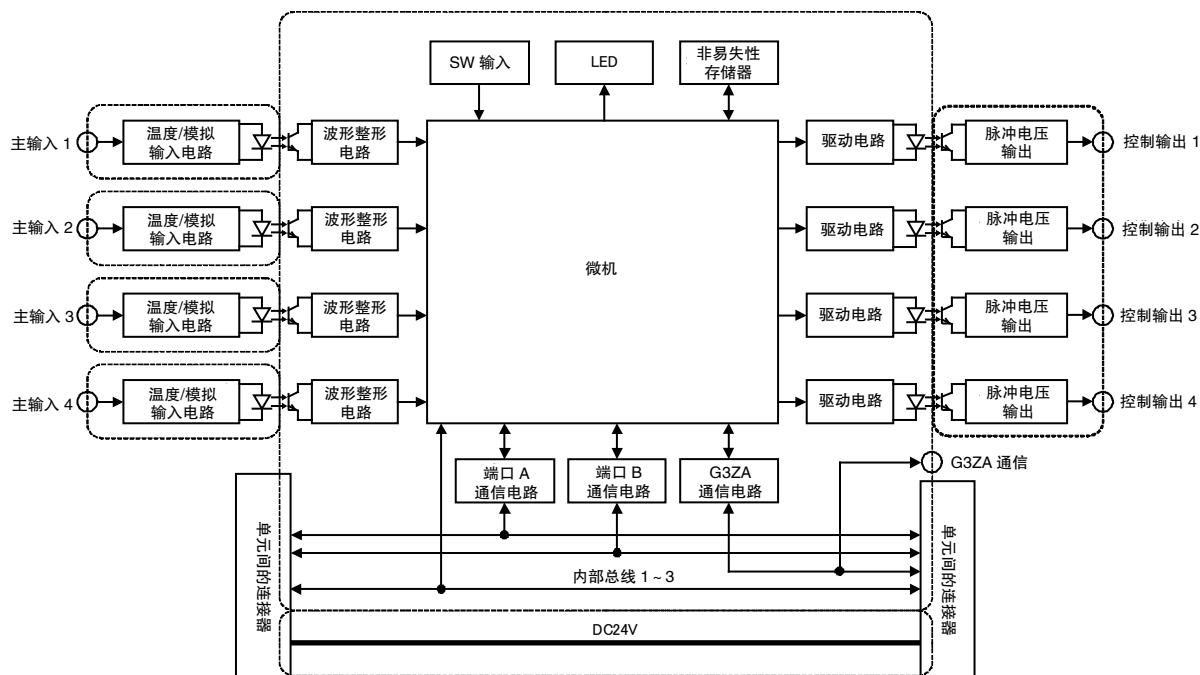 SW 输入
LED
非易失性
存储器
主输入 1
温度/模拟
输入电路
波形整形
电路
驱动电路
脉冲电压
输出
控制输出 1
主输入 2
温度/模拟
输入电路
波形整形
电路
微机
驱动电路
脉冲电压
输出
控制输出 2
主输入 3
温度/模拟
输入电路
波形整形
电路
驱动电路
脉冲电压
输出
控制输出 3
主输入 4
温度/模拟
输入电路
波形整形
电路
驱动电路
脉冲电压
输出
控制输出 4
端口 A
通信电路
端口 B
通信电路
G3ZA
通信电路
G3ZA 通信
单元间的连接器
内部总线 1 ~ 3
单元间的连接器
DC24V